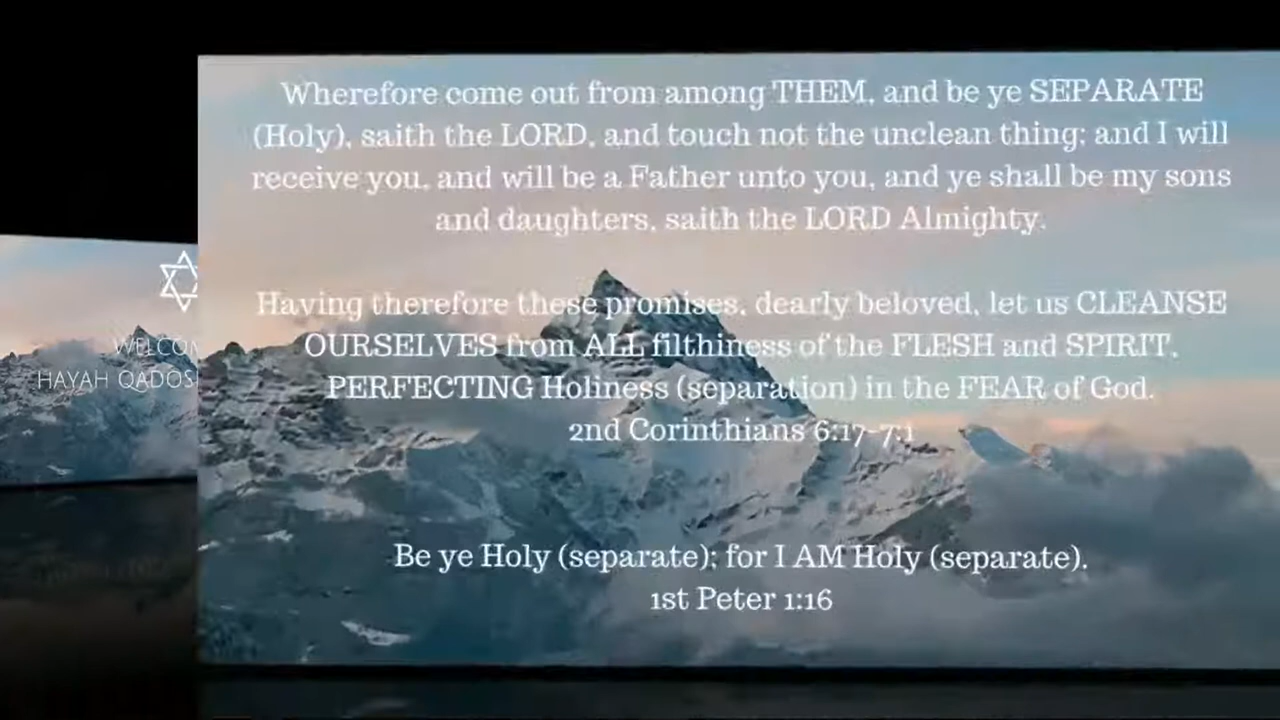 Wherefore come out from among THEM, and be ye SEPARATE
(Holy), saith the LORD, and touch not the unclean thing; and I will
receive you, and will be a Father unto you, and ye shall be my sons
and daughters, saith the LORD Almighty.
Having therefore these promises, dearly beloved, let us CLEANSE
OURSELVES from ALL filthiness of the FLESH and SPIRIT,
PERFECTING Holiness (separation) in the FEAR of God.
2nd Corinthians 6:17-7:1
Be ye Holy (separate); for I AM Holy (separate).
1st Peter 1:16
HAYAH